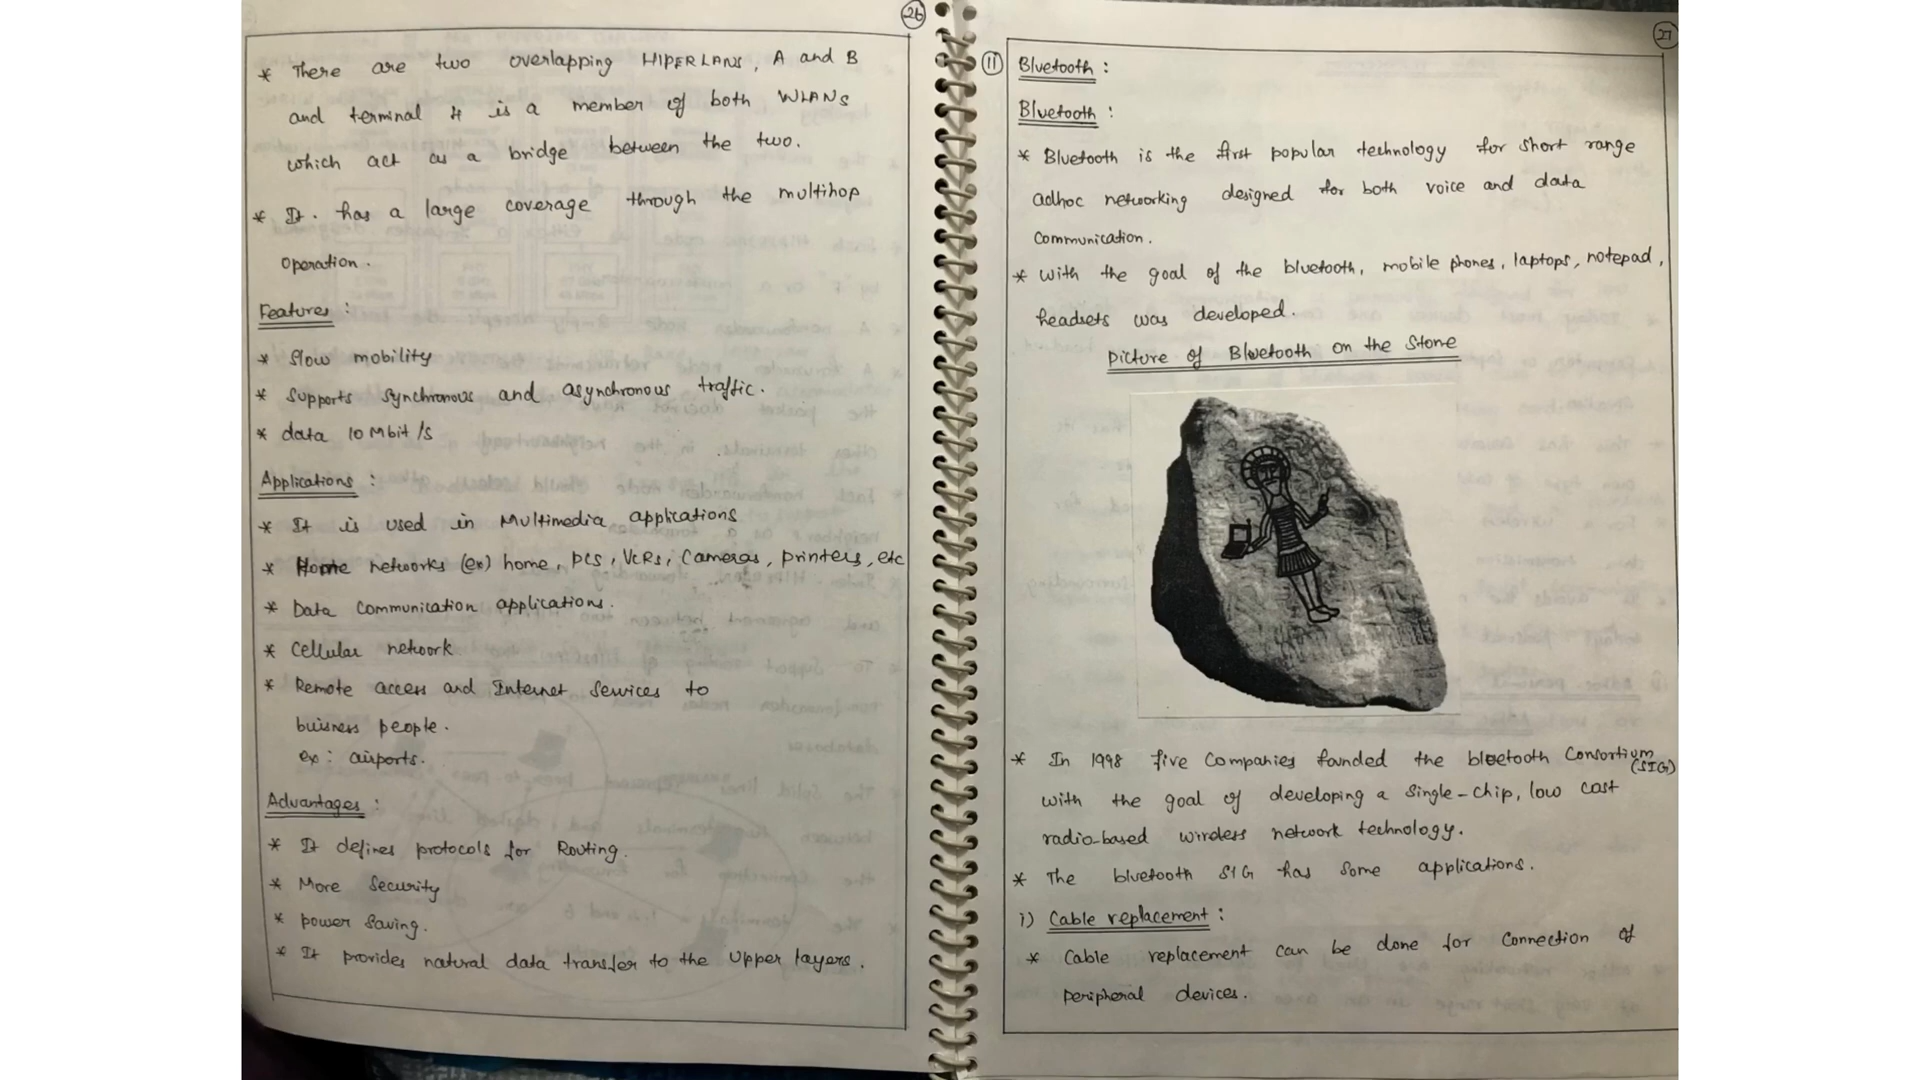 26
* There are two overlapping HIPERLANS, A and B
and terminal 4 is a member of both WLANs
which act as a bridge between the two.
* It. has a large coverage through the multihop
operation.
Features :
* Slow mobility
* Supports synchronous and asynchronous traffic.
* data 10 Mbit/s
Applications :
* It is used in Multimedia applications
* Home networks (ex) home, PCS, VCRs, Cameras, printers, etc
* Data Communication applications.
* Cellular network
* Remote access and Internet Services to
buisness people.
ex : airports.
Advantages :
* It defines protocols for Routing.
* More Security
* power Saving.
* It provides natural data transfer to the Upper layers.
27
11 Bluetooth :
Bluetooth :
* Bluetooth is the first popular technology for short range
adhoc networking designed for both voice and data
Communication.
* With the goal of the bluetooth, mobile phones, laptops, notepad,
headsets was developed.
Picture of Bluetooth on the Stone
* In 1998 five Companies founded the bluetooth Consortium
(SIG)
with the goal of developing a Single-chip, low cost
radio-based wireless network technology.
* The bluetooth SIG has some applications.
i) Cable replacement :
* Cable replacement can be done for Connection of
Peripheral devices.